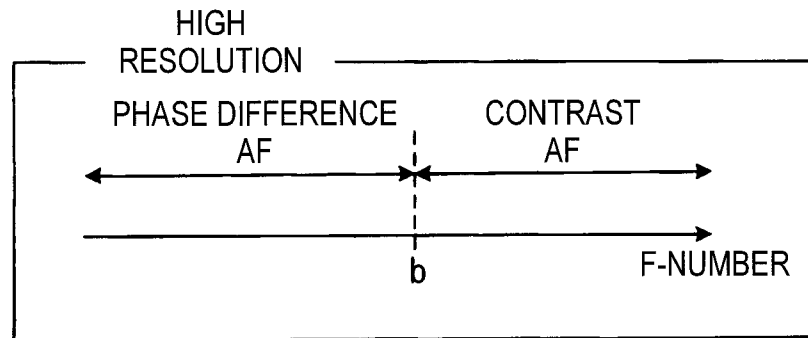 HIGH
RESOLUTION
PHASE DIFFERENCE
AF
CONTRAST
AF
b
F-NUMBER